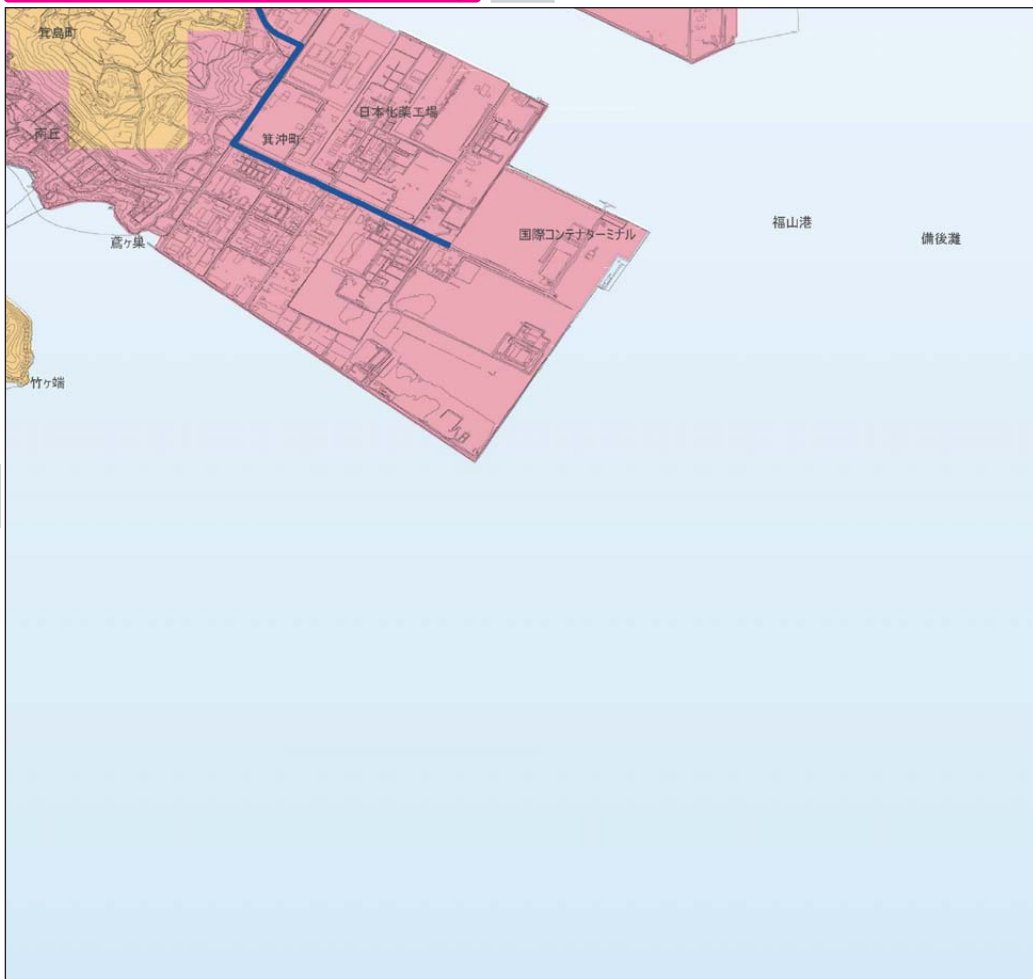 箕島町
日本化薬工場
南丘
箕沖町
福山港
国際コンテナターミナル
備後灘
鳶ヶ巣
竹ヶ端